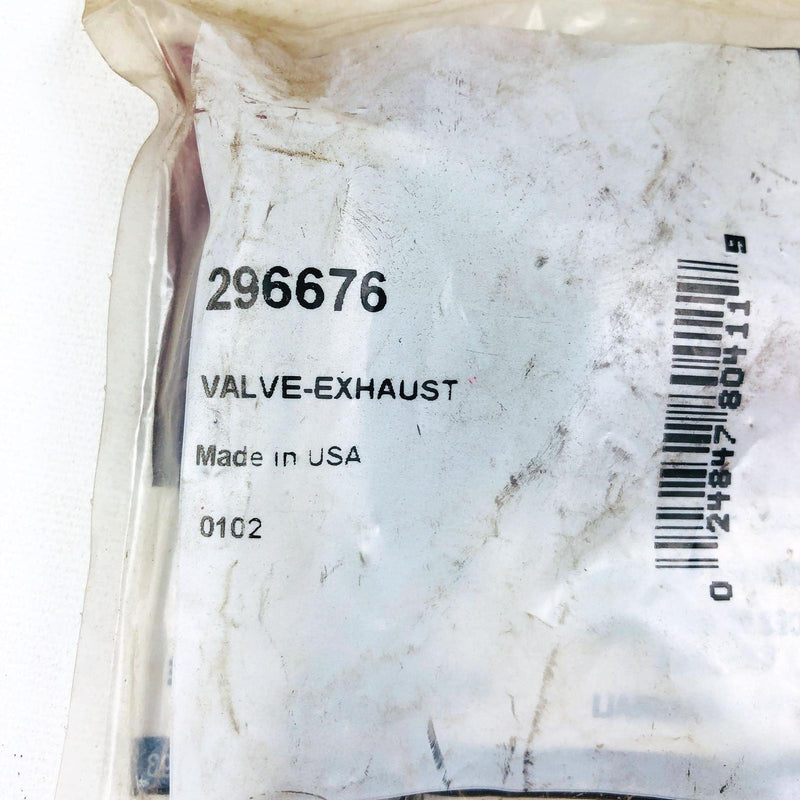 296676
VALVE-EXHAUST
Made in USA
0102
0 24847 80411 9